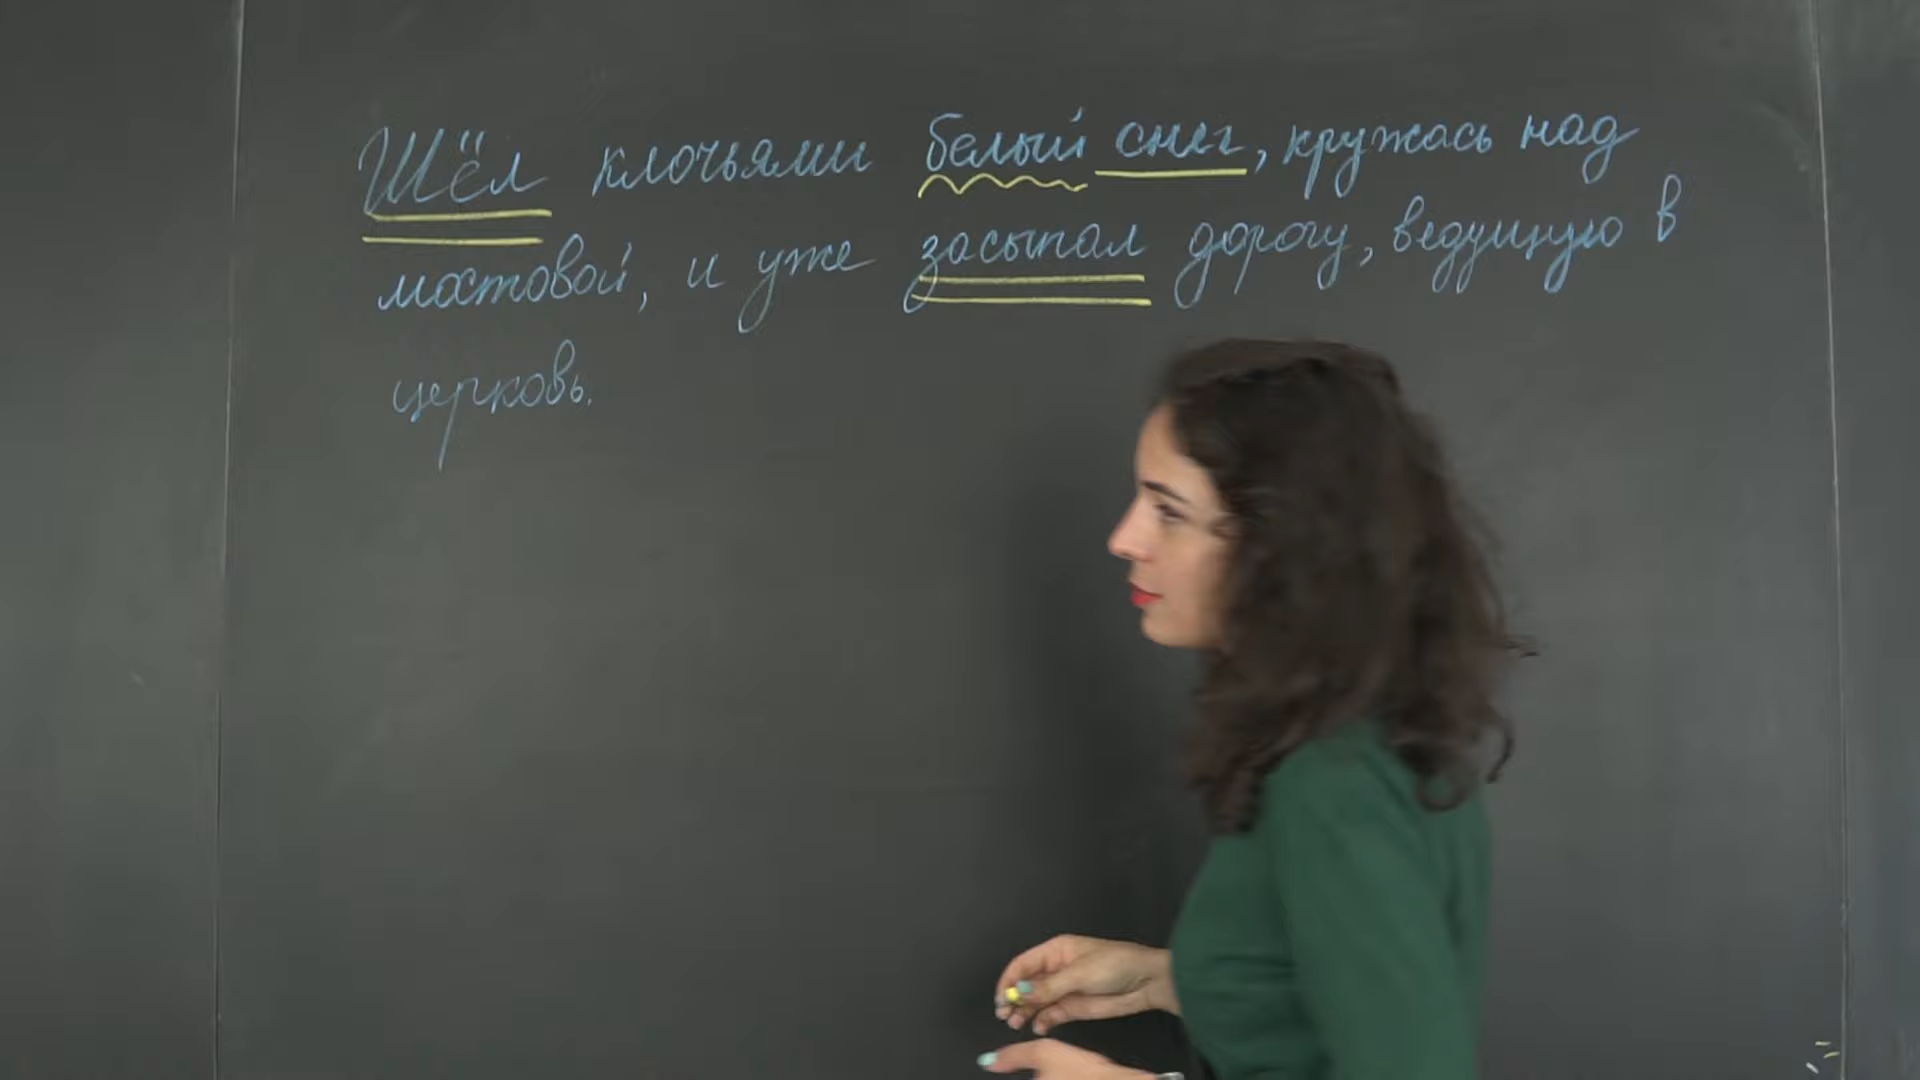 Шёл клочьями белый снег, кружась над
мостовой, и уже засыпал дорогу, ведущую в
церковь.